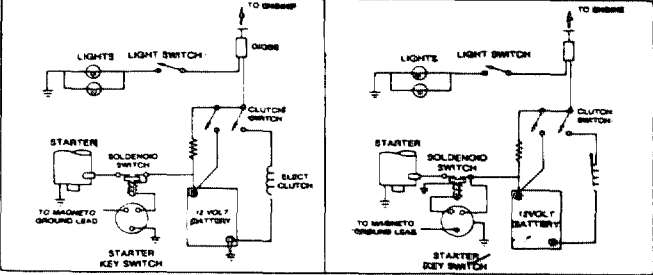 TO ENGINE
DIODE
LIGHTS
LIGHT SWITCH
CLUTCH
SWITCH
STARTER
SOLDENOID
SWITCH
ELECT
CLUTCH
TO MAGNETO
GROUND LEAD
12 VOLT
BATTERY
STARTER
KEY SWITCH
TO ENGINE
LIGHTS
LIGHT SWITCH
CLUTCH
SWITCH
STARTER
SOLDENOID
SWITCH
TO MAGNETO
GROUND LEAD
12 VOLT
BATTERY
STARTER
KEY SWITCH